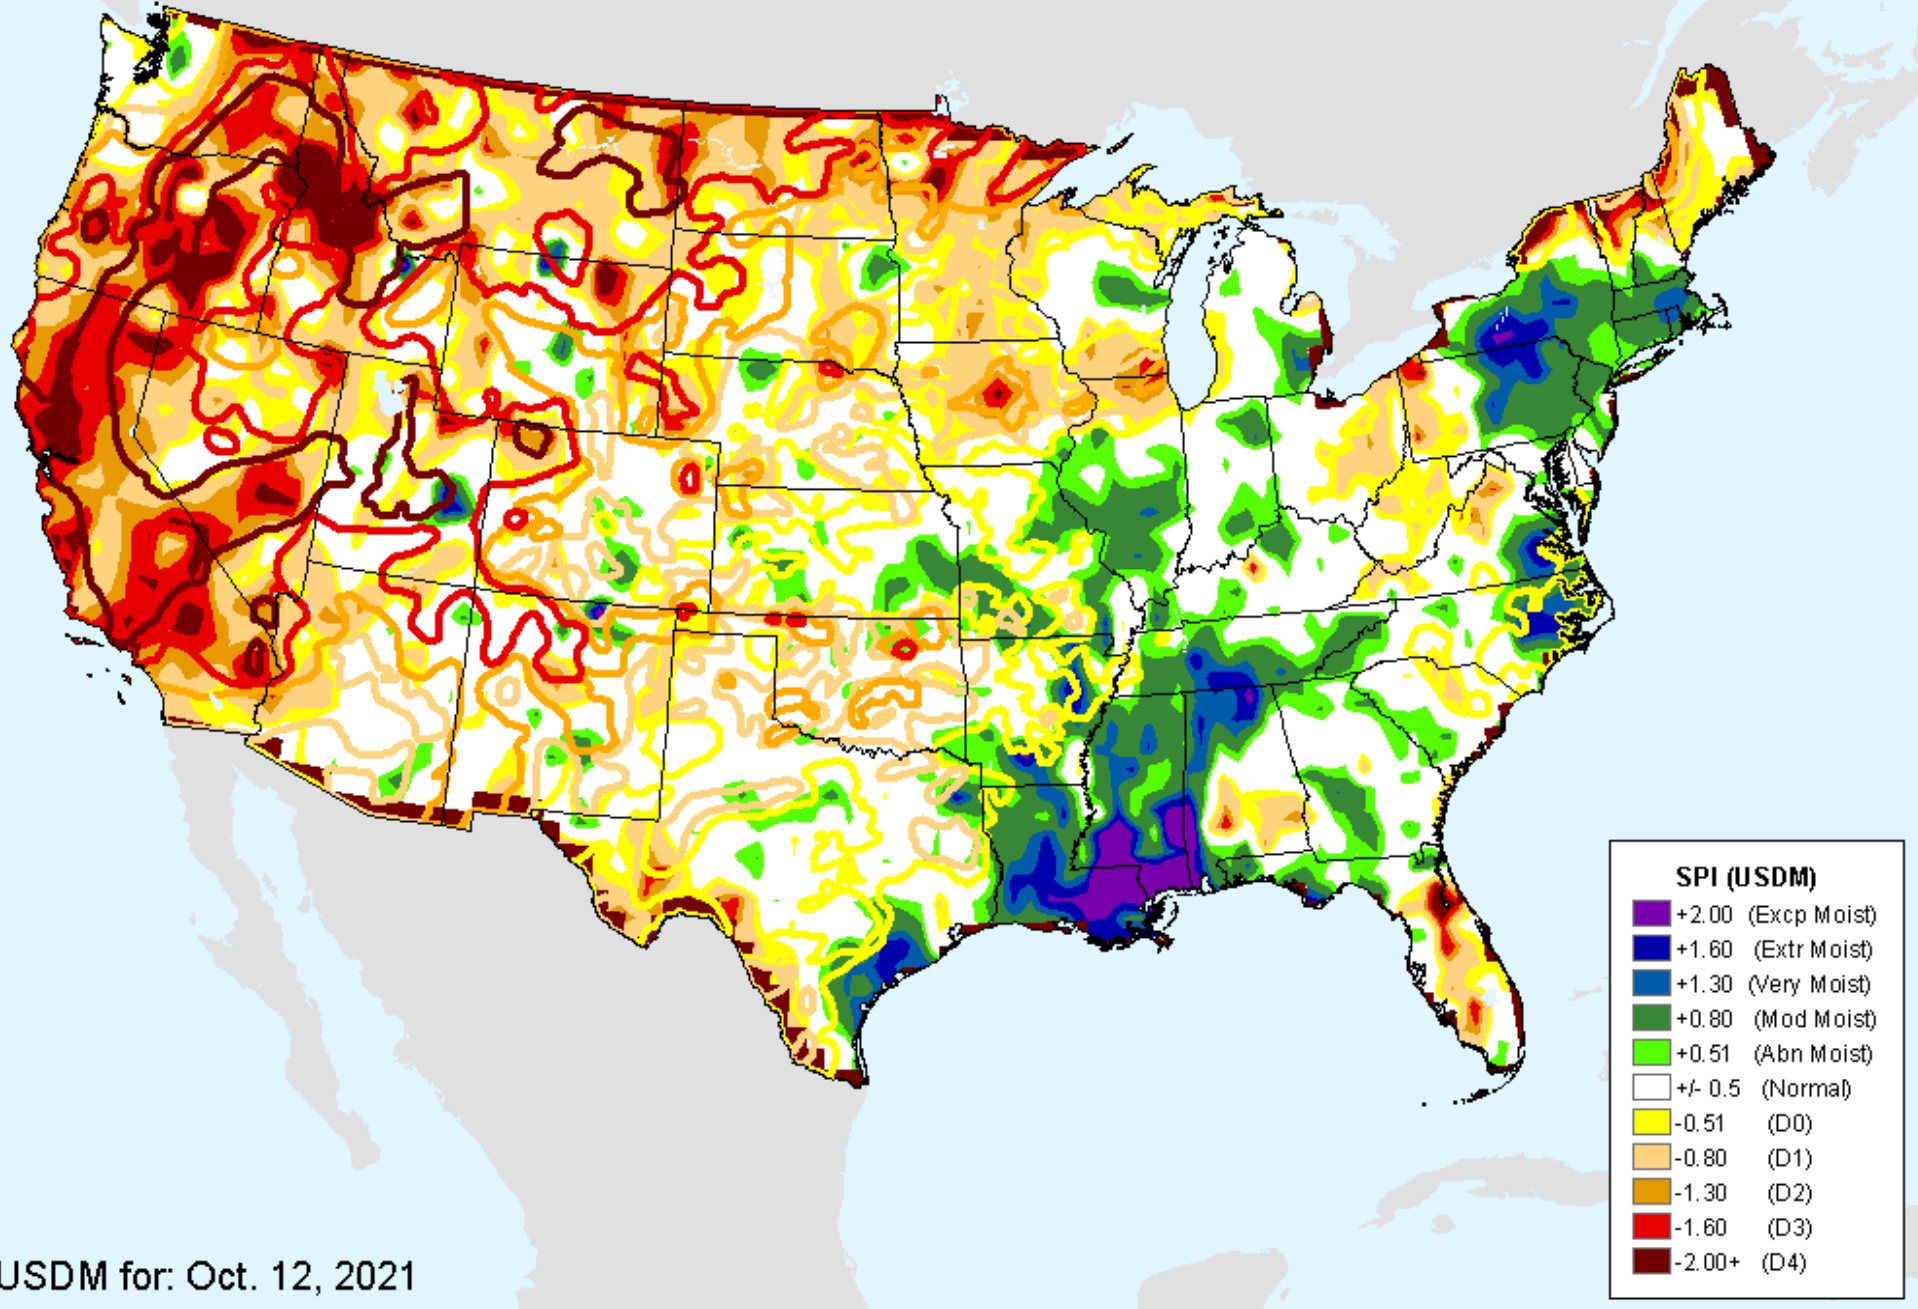 SPI (USDM)
+2.00 (Excp Moist)
+1.60 (Extr Moist)
+1.30 (Very Moist)
+0.80 (Mod Moist)
+0.51 (Abn Moist)
+/- 0.5 (Normal)
-0.51 (D0)
-0.80 (D1)
-1.30 (D2)
-1.60 (D3)
-2.00+ (D4)
USDM for: Oct. 12, 2021